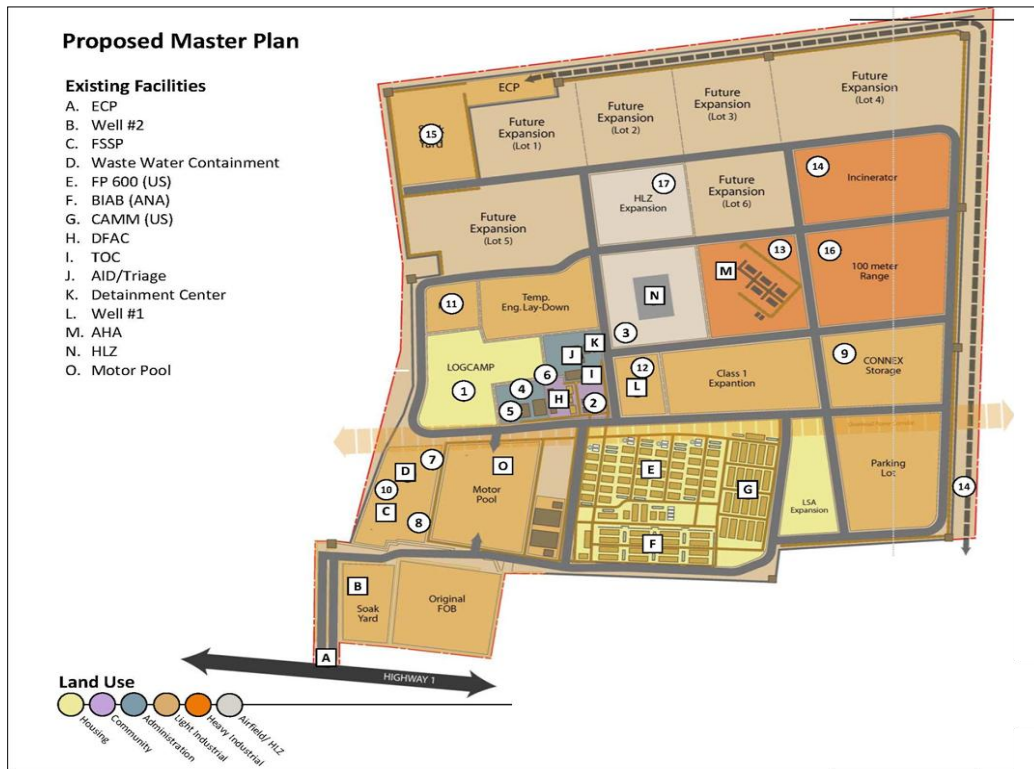 Proposed Master Plan
Existing Facilities
A. ECP
B. Well #2
C. FSSP
D. Waste Water Containment
E. FP 600 (US)
F. BIAB (ANA)
G. CAMM (US)
H. DFAC
I. TOC
J. AID/Triage
K. Detainment Center
L. Well #1
M. AHA
N. HLZ
O. Motor Pool
ECP
15
Yard
Future
Expansion
(Lot 1)
Future
Expansion
(Lot 2)
Future
Expansion
(Lot 3)
Future
Expansion
(Lot 4)
Future
Expansion
(Lot 5)
17
HLZ
Expansion
Future
Expansion
(Lot 6)
14
Incinerator
11
Temp.
Eng. Lay-Down
N
3
M
13
16
100 meter
Range
LOGCAMP
1
K
J
I
6
4
5
H
2
12
L
Class 1
Expantion
9
CONNEX
Storage
7
D
10
C
8
O
Motor
Pool
E
G
F
LSA
Expansion
Parking
Lot
14
B
Soak
Yard
Original
FOB
A
HIGHWAY 1
Land Use
Housing
Community
Administration
Light Industrial
Heavy Industrial
Airfield/ HLZ